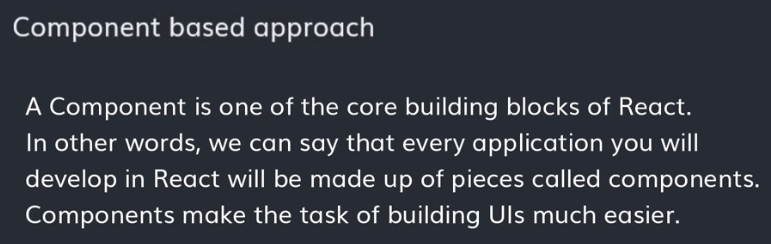 Component based approach
A Component is one of the core building blocks of React.
In other words, we can say that every application you will
develop in React will be made up of pieces called components.
Components make the task of building UIs much easier.